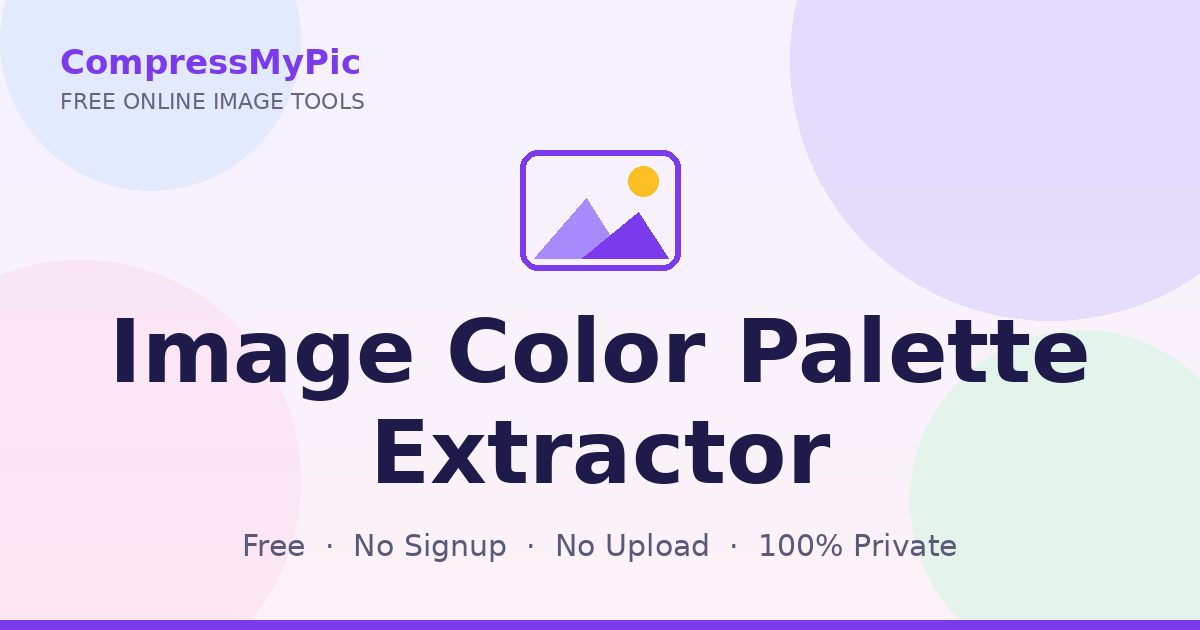 CompressMyPic
FREE ONLINE IMAGE TOOLS
Image Color Palette
Extractor
Free · No Signup · No Upload · 100% Private